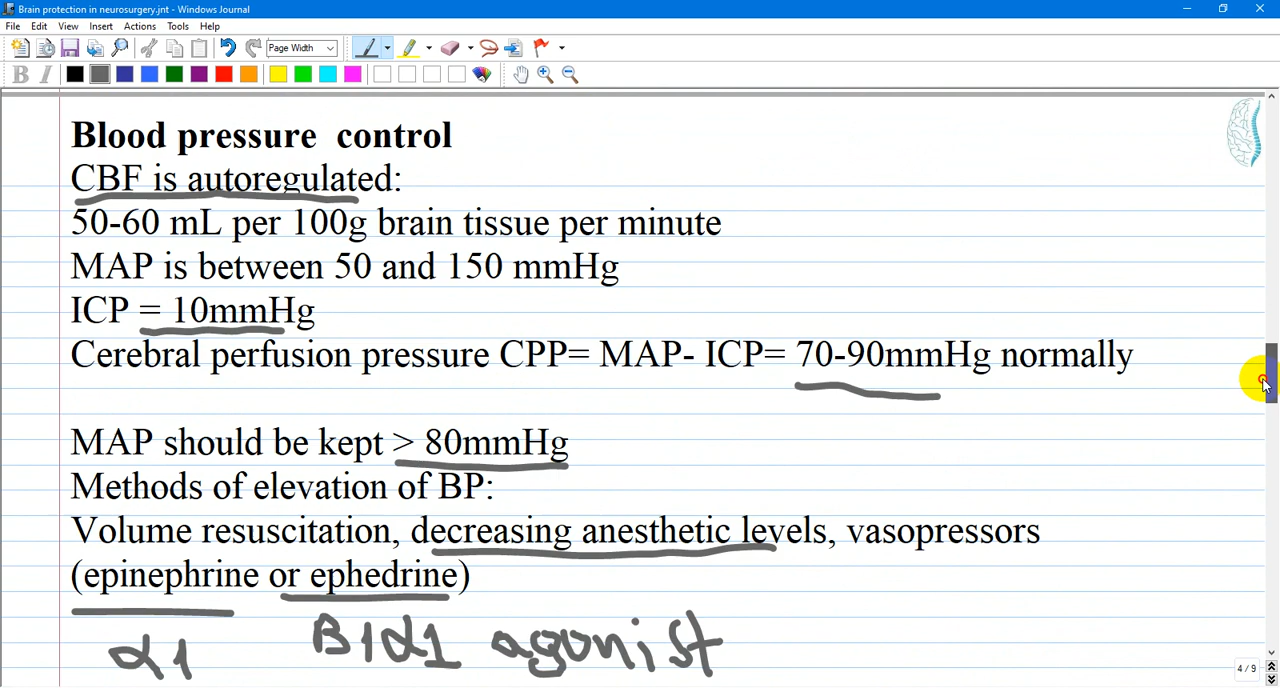 Brain protection in neurosurgery.jnt - Windows Journal
File Edit View Insert Actions Tools Help
Page Width
B I
Blood pressure control
CBF is autoregulated:
50-60 mL per 100g brain tissue per minute
MAP is between 50 and 150 mmHg
ICP = 10mmHg
Cerebral perfusion pressure CPP= MAP- ICP= 70-90mmHg normally
MAP should be kept > 80mmHg
Methods of elevation of BP:
Volume resuscitation, decreasing anesthetic levels, vasopressors
(epinephrine or ephedrine)
α1 B1α1 agonist
4 / 9